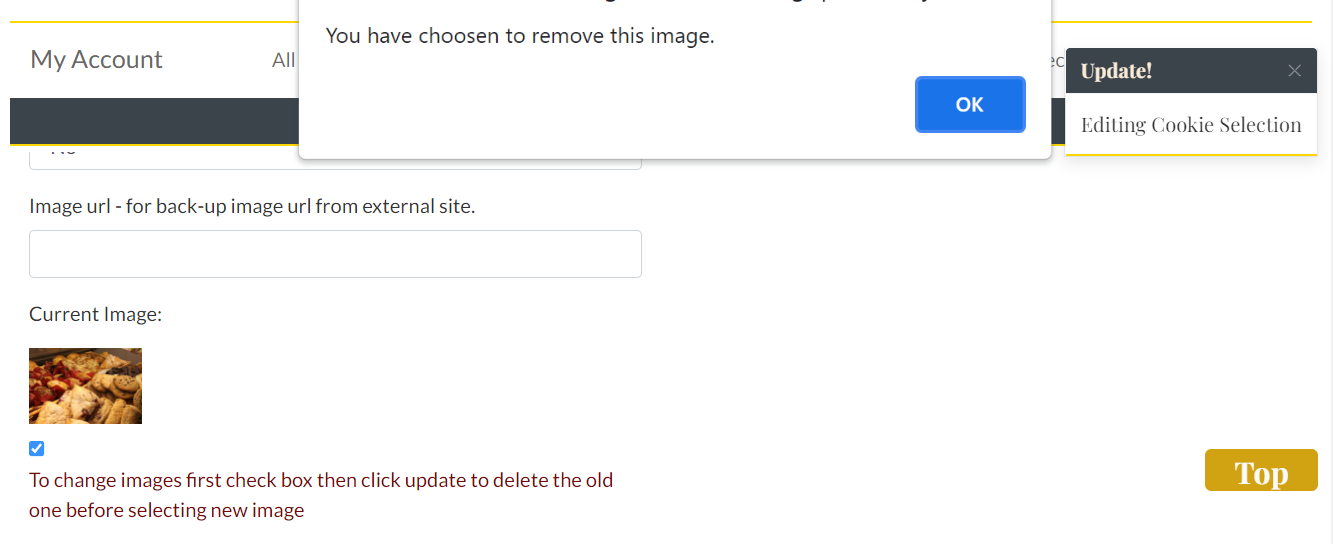 You have choosen to remove this image.
My Account
All
OK
Update!
Editing Cookie Selection
Image url - for back-up image url from external site.
Current Image:
To change images first check box then click update to delete the old
one before selecting new image
Top